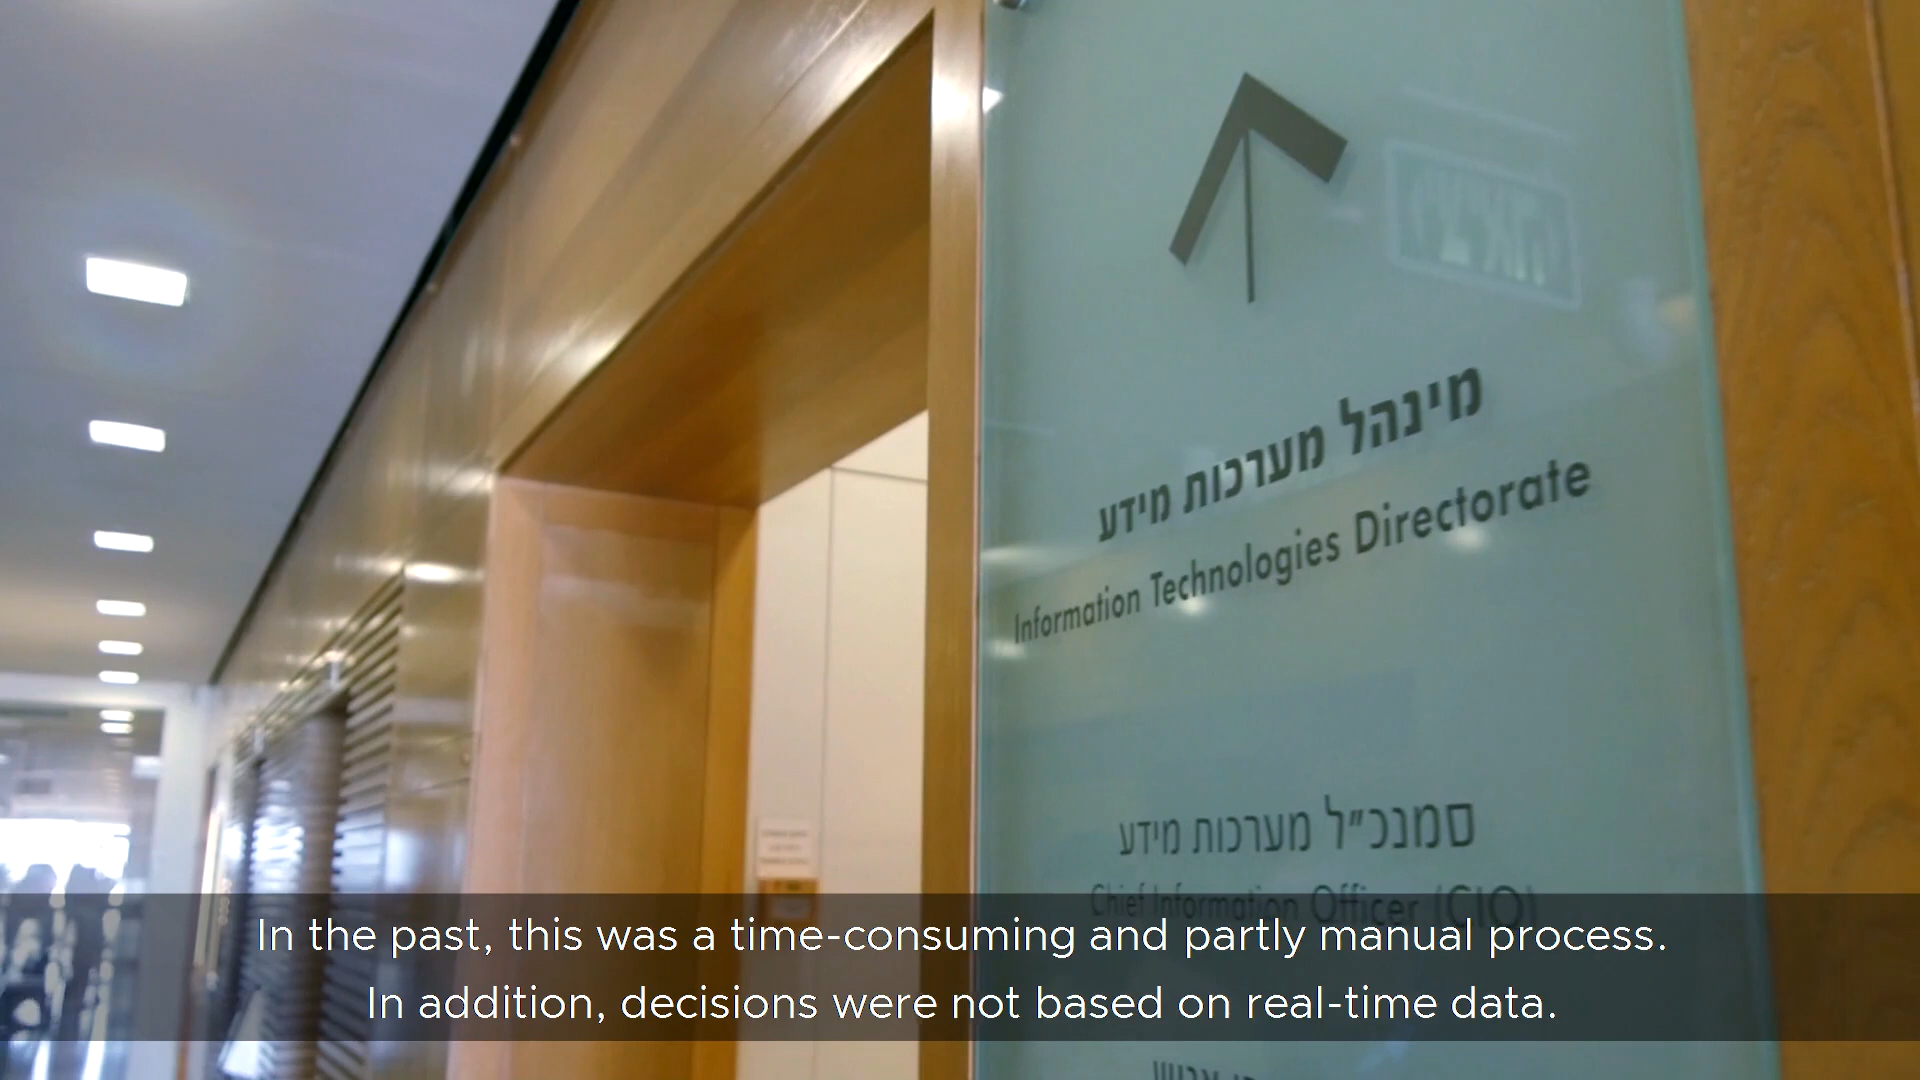 מינהל מערכות מידע
Information Technologies Directorate
סמנכ״ל מערכות מידע
Chief Information Officer (CIO)
In the past, this was a time-consuming and partly manual process.
In addition, decisions were not based on real-time data.